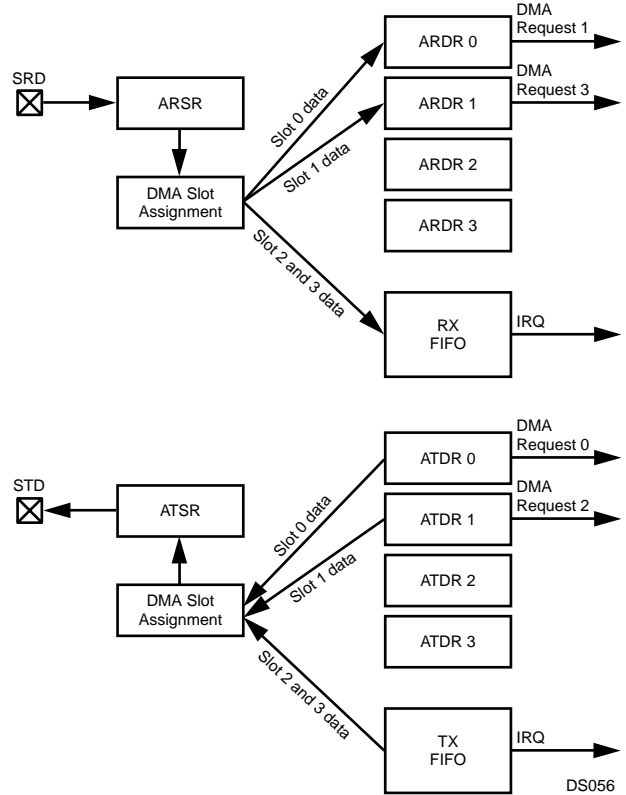 DMA
Request 1
ARDR 0
SRD
DMA
Request 3
ARSR
ARDR 1
Slot 0 data
Slot 1 data
ARDR 2
DMA Slot
Assignment
ARDR 3
Slot 2 and 3 data
RX
FIFO
IRQ
DMA
Request 0
ATDR 0
STD
DMA
Request 2
ATSR
ATDR 1
Slot 0 data
Slot 1 data
ATDR 2
DMA Slot
Assignment
ATDR 3
Slot 2 and 3 data
TX
FIFO
IRQ
DS056